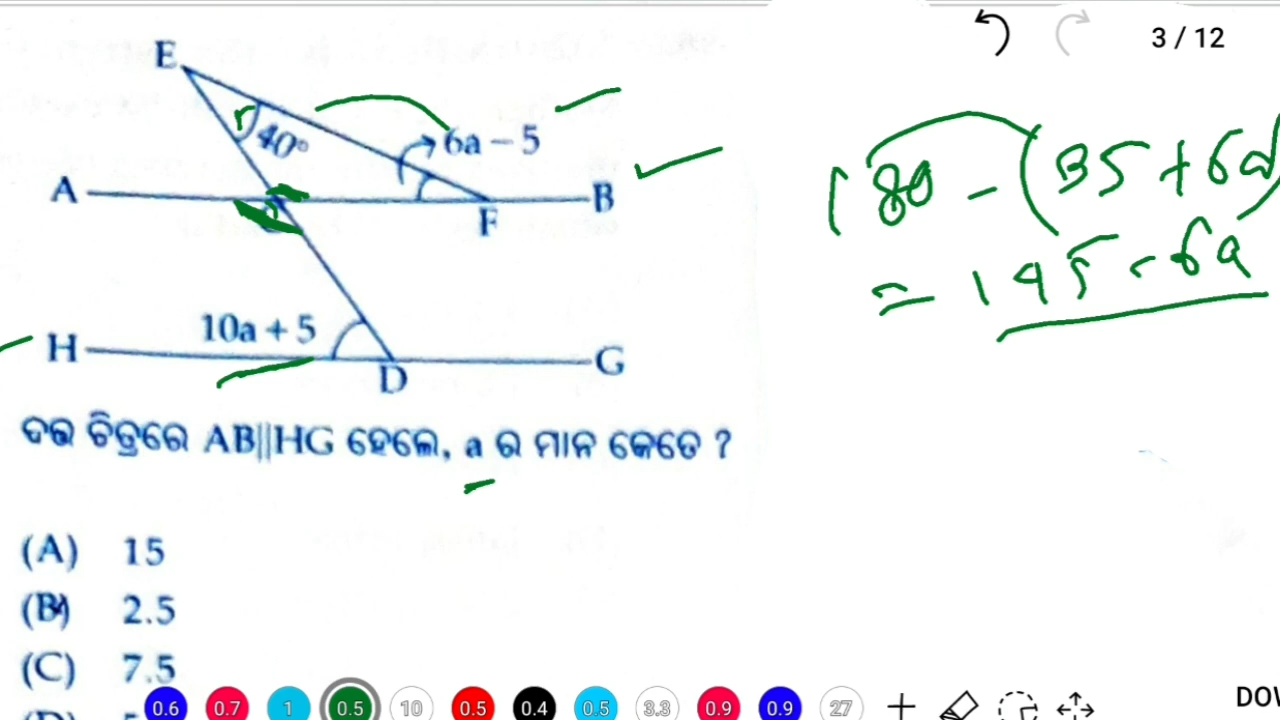 3 / 12
E
40°
6a – 5
A
B
C
F
10a + 5
H
D
G
180 – (35 + 6a
= 145 - 6a
ଦତ୍ତ ଚିତ୍ରରେ AB||HG ହେଲେ, a ର ମାନ କେତେ ?
(A) 15
(B) 2.5
(C) 7.5
0.6 0.7 1 0.5 10 0.5 0.4 0.5 3.3 0.9 0.9 27